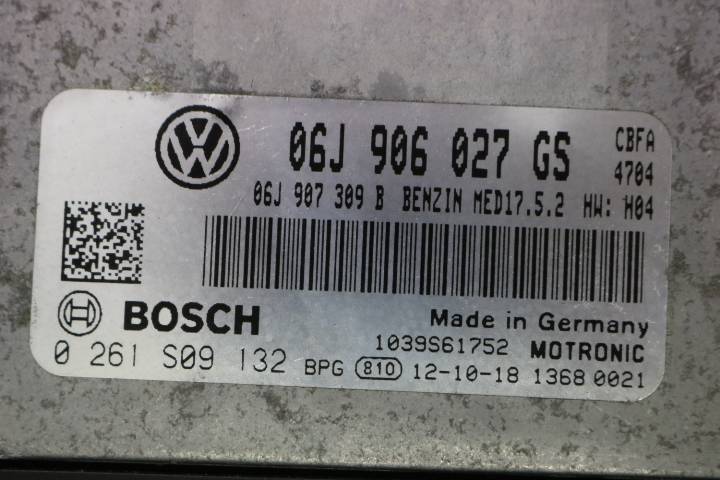 06J 906 027 GS CBFA
4704
06J 907 309 B BENZIN MED17.5.2 HW: H04
BOSCH Made in Germany
1039S61752 MOTRONIC
0 261 S09 132 BPG 810 12-10-18 1368 0021